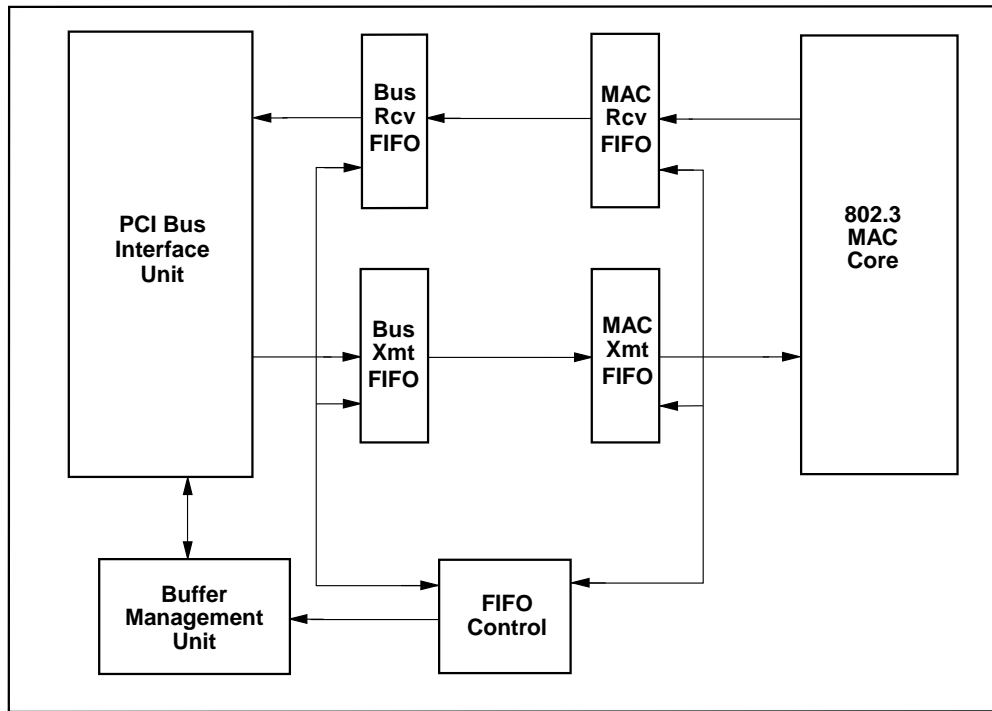 Bus
Rcv
FIFO
MAC
Rcv
FIFO
PCI Bus
Interface
Unit
802.3
MAC
Core
Bus
Xmt
FIFO
MAC
Xmt
FIFO
Buffer
Management
Unit
FIFO
Control